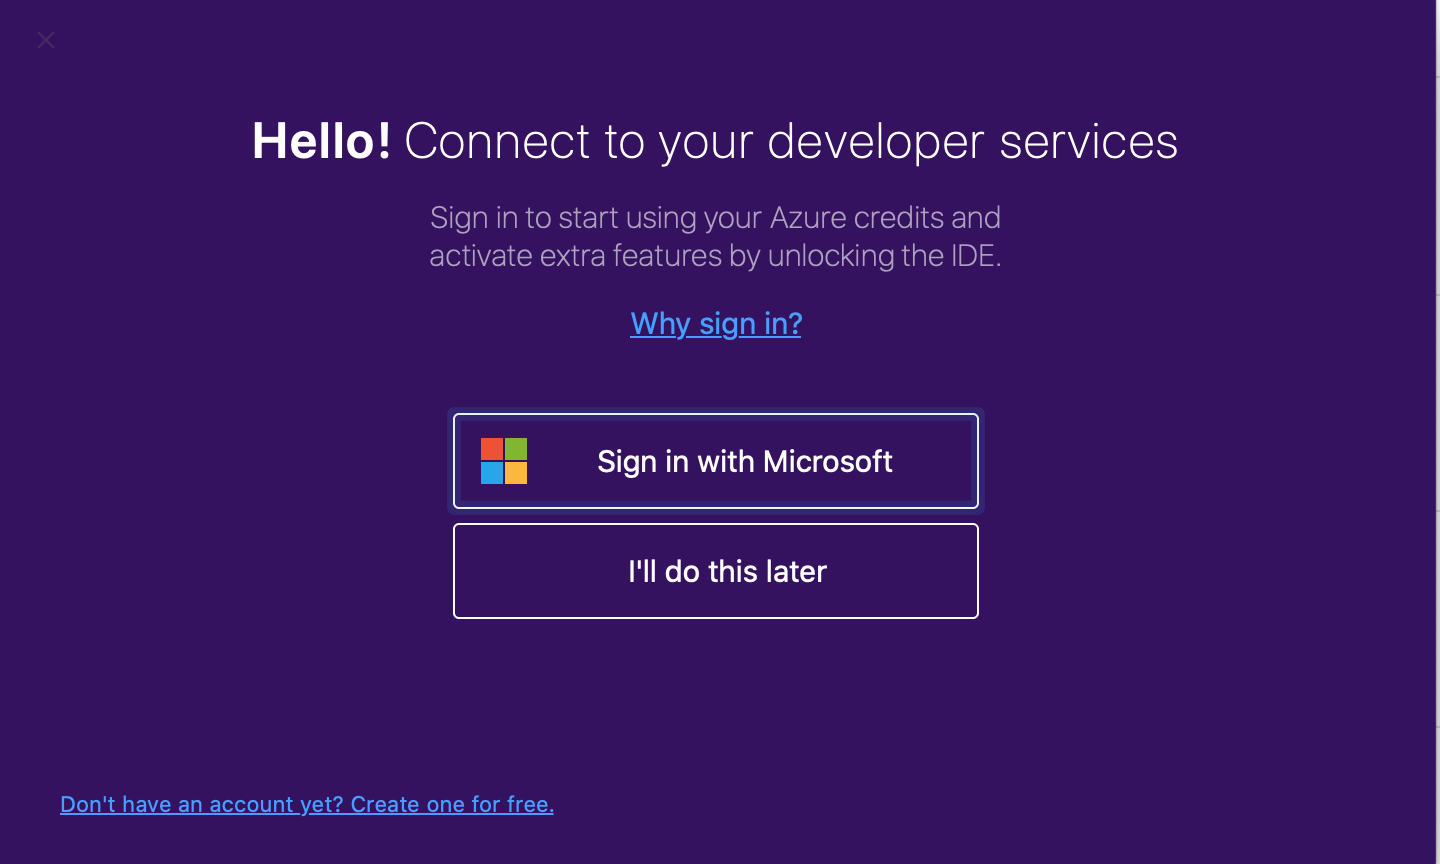 Hello! Connect to your developer services
Sign in to start using your Azure credits and
activate extra features by unlocking the IDE.
Why sign in?
Sign in with Microsoft
I'll do this later
Don't have an account yet? Create one for free.